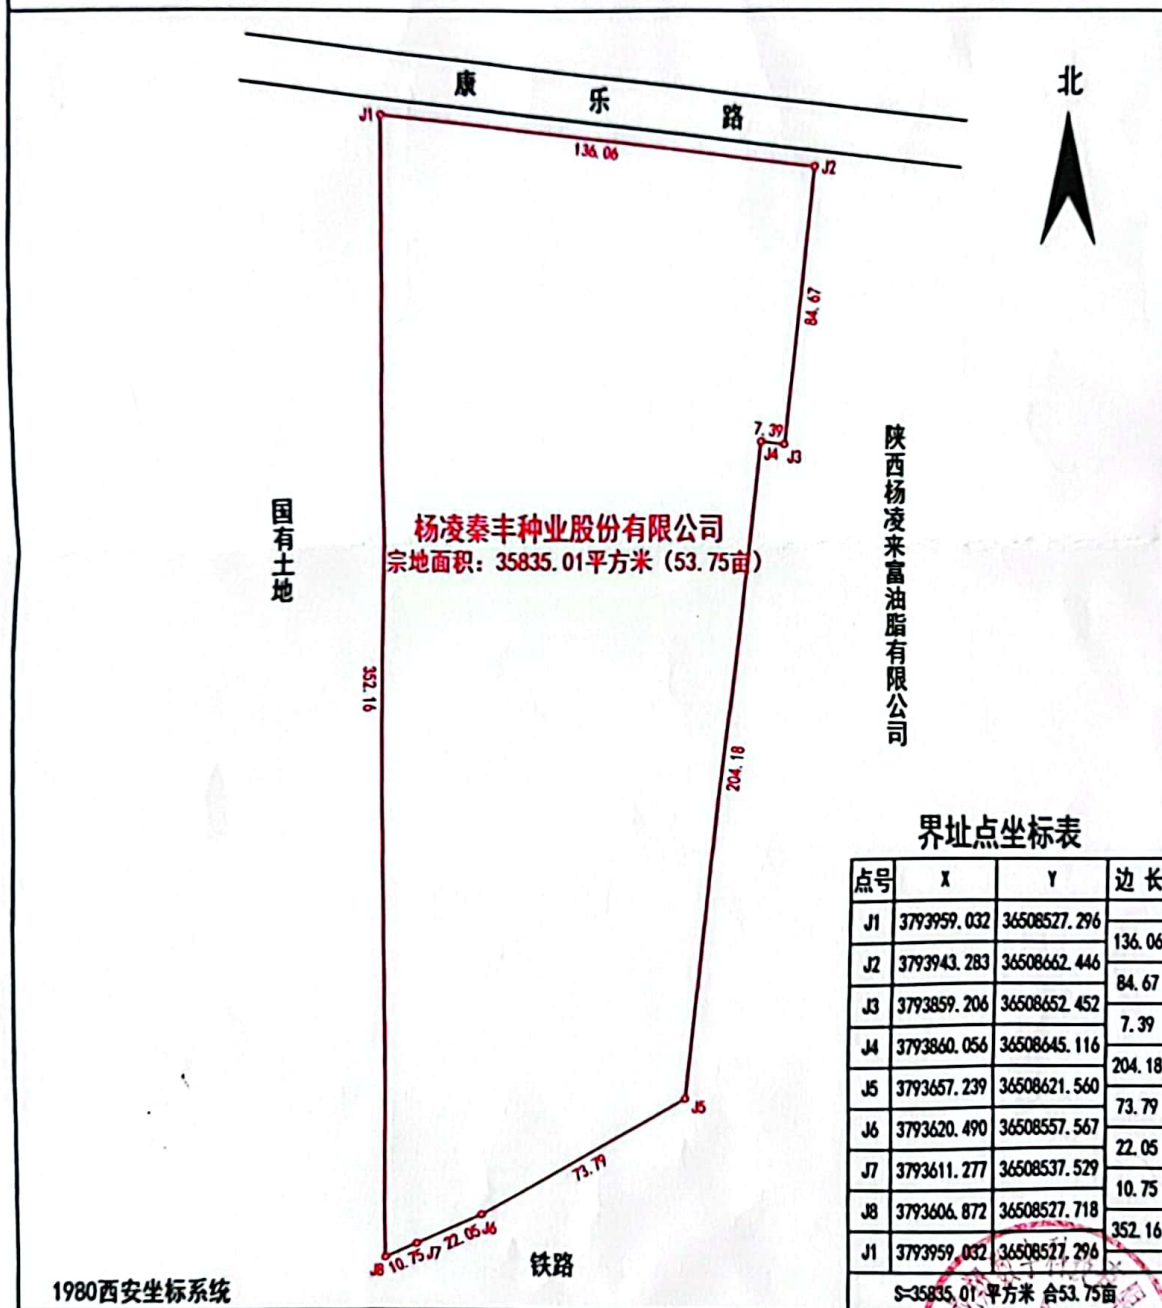 康乐路
北
J1
136.06
J2
84.67
7.39
J4
J3
国有土地
杨凌秦丰种业股份有限公司
宗地面积：35835.01平方米（53.75亩）
陕西杨凌来富油脂有限公司
352.16
204.18
J5
73.79
J6
22.05
J7
10.75
J8
铁路
1980西安坐标系统
界址点坐标表
点号 X Y 边长
J1 3793959.032 36508527.296
136.06
J2 3793943.283 36508662.446
84.67
J3 3793859.206 36508652.452
7.39
J4 3793860.056 36508645.116
204.18
J5 3793657.239 36508621.560
73.79
J6 3793620.490 36508557.567
22.05
J7 3793611.277 36508537.529
10.75
J8 3793606.872 36508527.718
352.16
J1 3793959.032 36508527.296
S=35835.01 平方米 合53.75亩